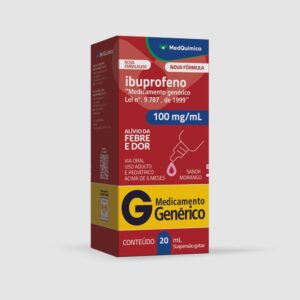 MedQuímica
NOVA
EMBALAGEM
NOVA FÓRMULA
ibuprofeno
"Medicamento genérico
Lei nº. 9.787, de 1999"
100 mg/mL
ALÍVIO DA
FEBRE
E DOR
VIA ORAL
USO ADULTO
E PEDIÁTRICO
ACIMA DE 6 MESES
SABOR
MORANGO
G
Medicamento
Genérico
CONTEÚDO
20 mL
Suspensão gotas